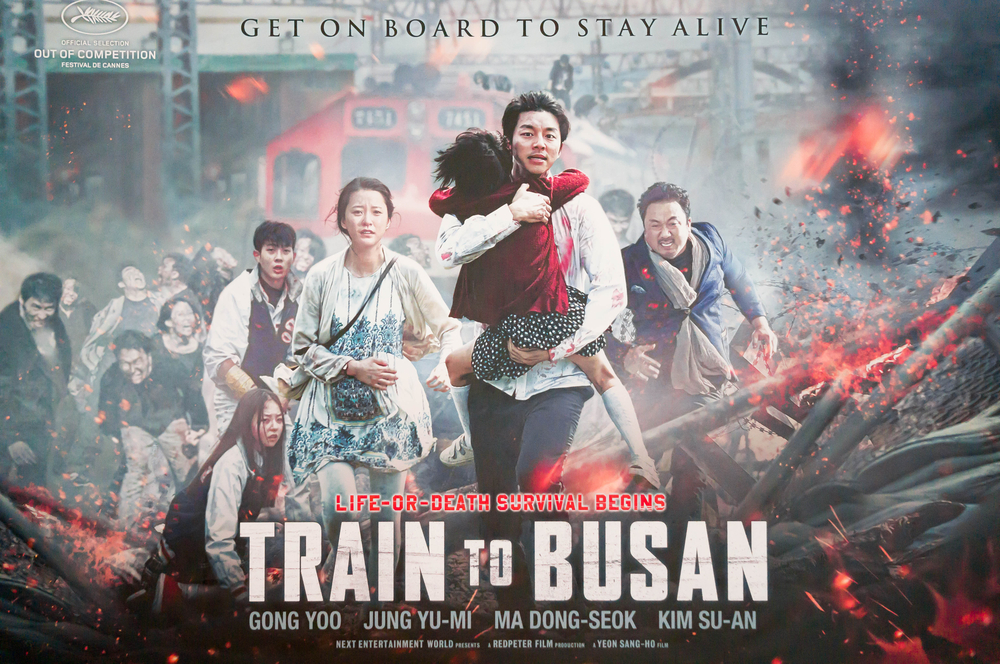 GET ON BOARD TO STAY ALIVE
OFFICIAL SELECTION
OUT OF COMPETITION
FESTIVAL DE CANNES
7451 7451
LIFE-OR-DEATH SURVIVAL BEGINS
TRAIN TO BUSAN
GONG YOO JUNG YU-MI MA DONG-SEOK KIM SU-AN
NEXT ENTERTAINMENT WORLD PRESENTS A REDPETER FILM PRODUCTION A YEON SANG-HO FILM